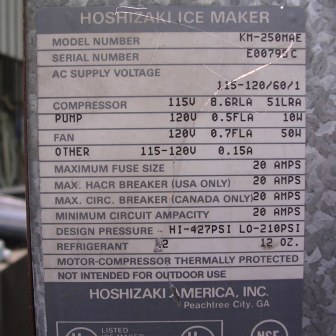 HOSHIZAKI ICE MAKER
MODEL NUMBER KM-250MAE
SERIAL NUMBER E00795C
AC SUPPLY VOLTAGE
115-120/60/1
COMPRESSOR 115V 8.6RLA 51LRA
PUMP 120V 0.5FLA 10W
FAN 120V 0.7FLA 50W
OTHER 115-120V 0.15A
MAXIMUM FUSE SIZE 20 AMPS
MAX. HACR BREAKER (USA ONLY) 20 AMPS
MAX. CIRC. BREAKER (CANADA ONLY) 20 AMPS
MINIMUM CIRCUIT AMPACITY 20 AMPS
DESIGN PRESSURE HI-427PSI LO-210PSI
REFRIGERANT 12 OZ.
MOTOR-COMPRESSOR THERMALLY PROTECTED
NOT INTENDED FOR OUTDOOR USE
HOSHIZAKI AMERICA, INC.
Peachtree City, GA
LISTED
NSF